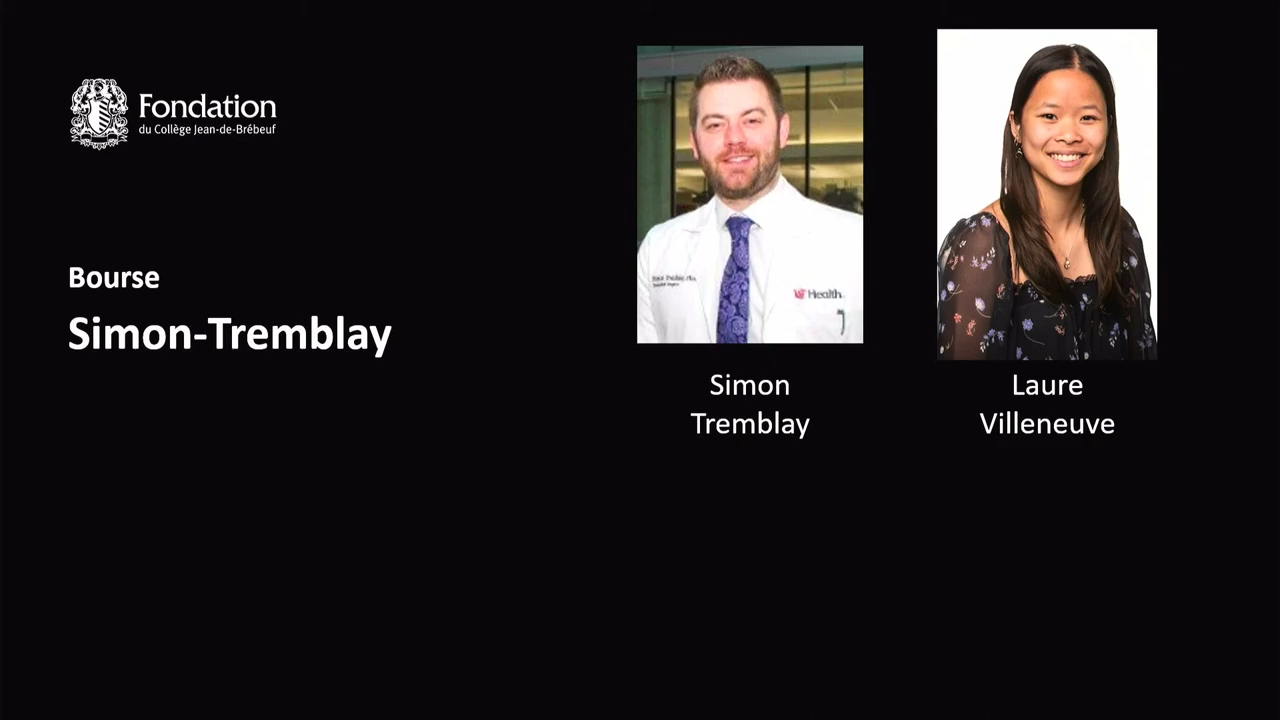 Fondation
du Collège Jean-de-Brébeuf
Bourse
Simon-Tremblay
Health
Simon
Tremblay
Laure
Villeneuve